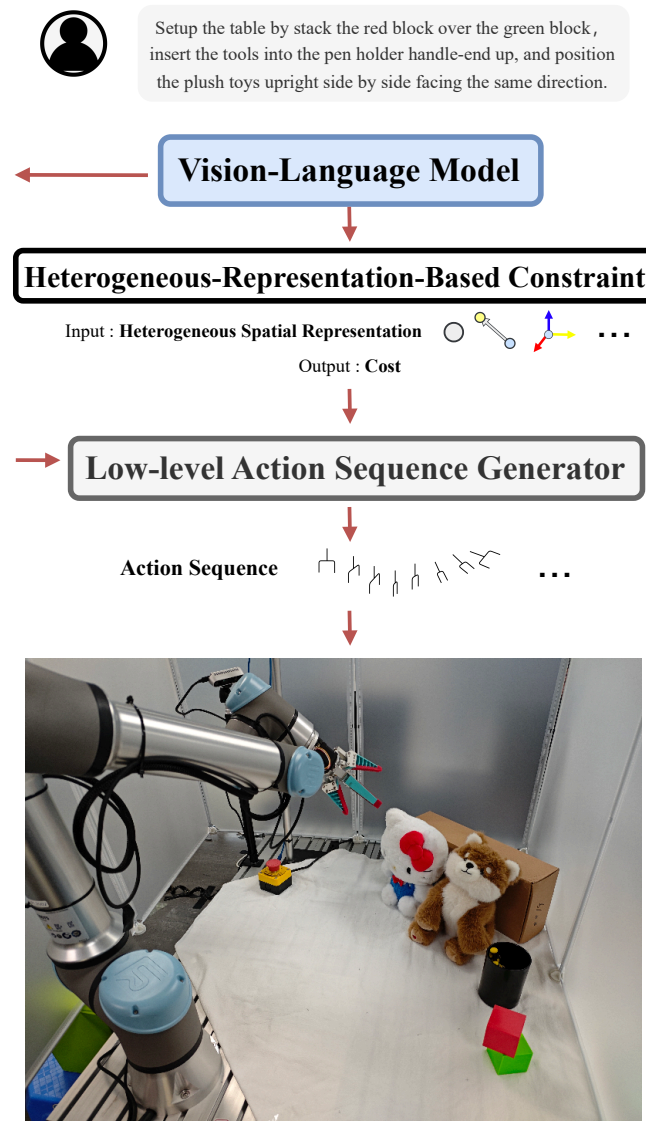 Setup the table by stack the red block over the green block,
insert the tools into the pen holder handle-end up, and position
the plush toys upright side by side facing the same direction.
Vision-Language Model
Heterogeneous-Representation-Based Constraint
Input : Heterogeneous Spatial Representation ...
Output : Cost
Low-level Action Sequence Generator
Action Sequence ...
UR